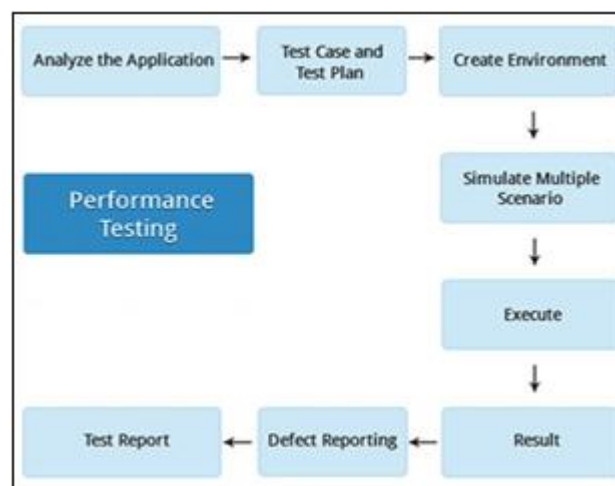 Analyze the Application
Test Case and
Test Plan
Create Environment
Simulate Multiple
Scenario
Performance
Testing
Execute
Test Report
Defect Reporting
Result